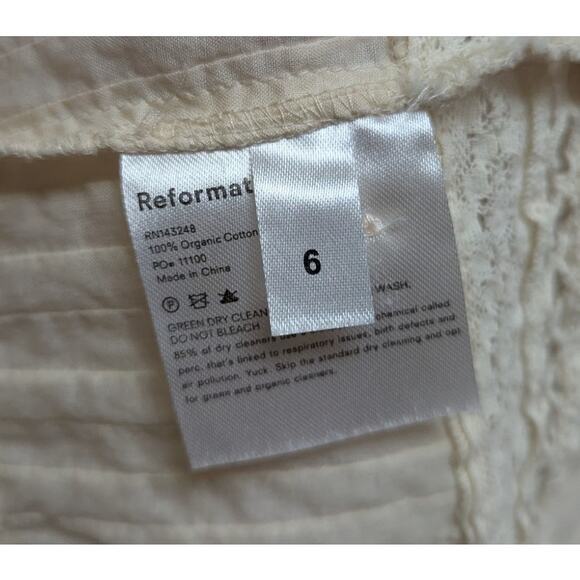 Reformat
RN143248
100% Organic Cotton
PO# 11100
Made in China
6
GREEN DRY CLEAN WASH.
DO NOT BLEACH
85% of dry cleaners use a chemical called
perc, that's linked to respiratory issues, birth defects and
air pollution. Yuck. Skip the standard dry cleaning and opt
for green and organic cleaners.